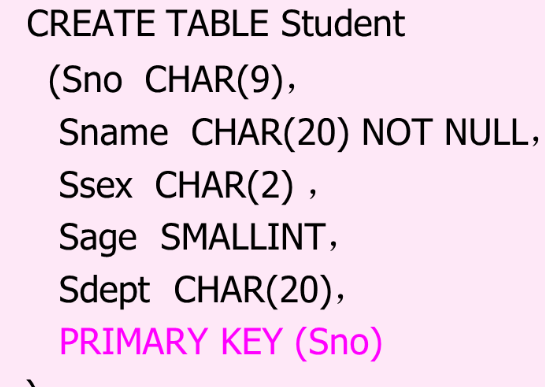 CREATE TABLE Student
(Sno CHAR(9)，
Sname CHAR(20) NOT NULL，
Ssex CHAR(2) ，
Sage SMALLINT，
Sdept CHAR(20)，
PRIMARY KEY (Sno)